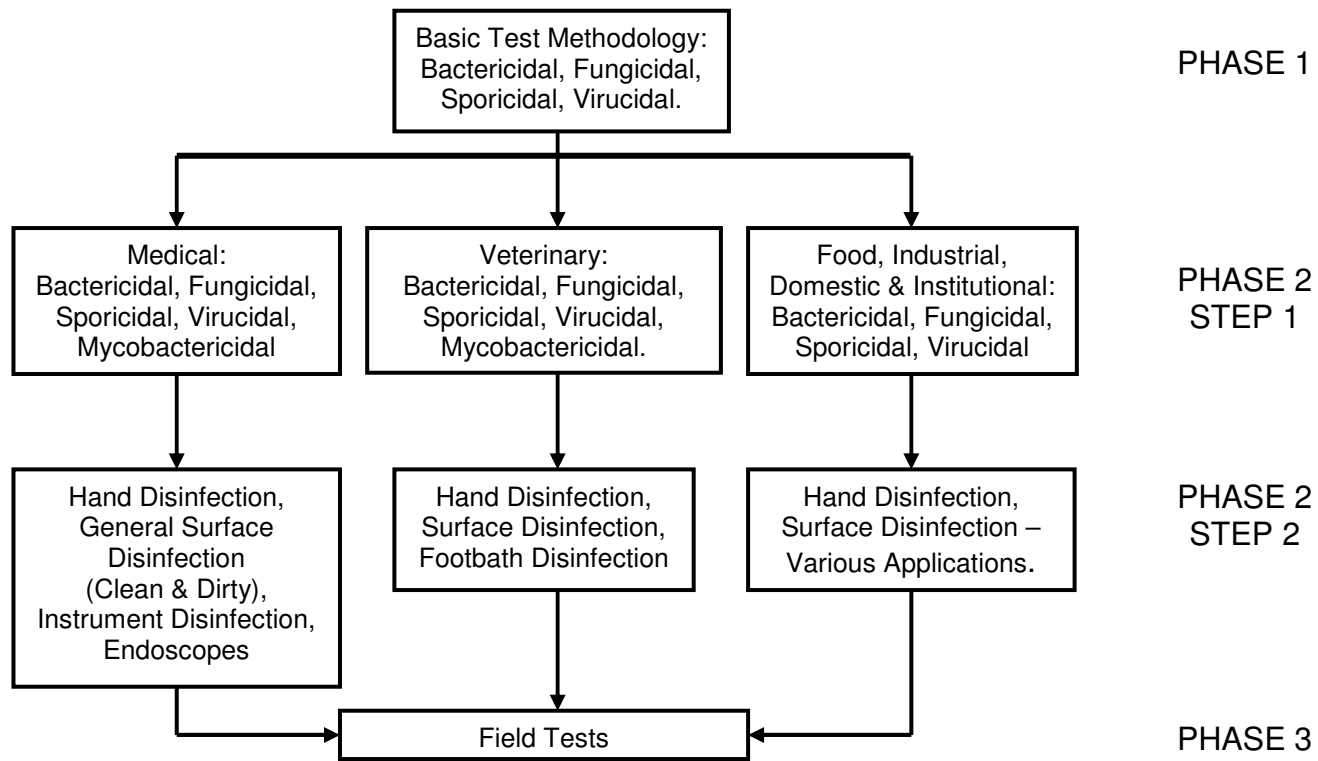 Basic Test Methodology:
Bactericidal, Fungicidal,
Sporicidal, Virucidal.
PHASE 1
Medical:
Bactericidal, Fungicidal,
Sporicidal, Virucidal,
Mycobactericidal
Veterinary:
Bactericidal, Fungicidal,
Sporicidal, Virucidal,
Mycobactericidal.
Food, Industrial,
Domestic & Institutional:
Bactericidal, Fungicidal,
Sporicidal, Virucidal
PHASE 2
STEP 1
Hand Disinfection,
General Surface
Disinfection
(Clean & Dirty),
Instrument Disinfection,
Endoscopes
Hand Disinfection,
Surface Disinfection,
Footbath Disinfection
Hand Disinfection,
Surface Disinfection –
Various Applications.
PHASE 2
STEP 2
Field Tests
PHASE 3